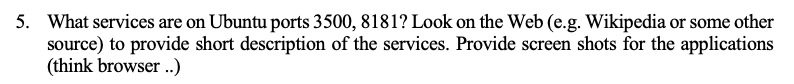 5. What services are on Ubuntu ports 3500, 8181? Look on the Web (e.g. Wikipedia or some other
source) to provide short description of the services. Provide screen shots for the applications
(think browser ..)